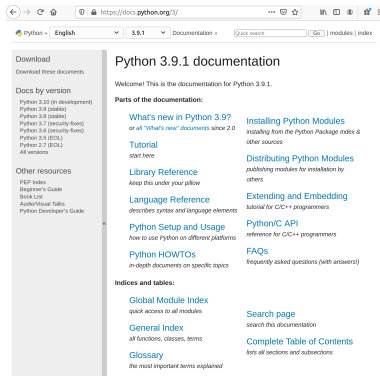 https://docs.python.org/3/
Python » English 3.9.1 Documentation » Quick search Go | modules | index
Download
Download these documents
Docs by version
Python 3.10 (in development)
Python 3.9 (stable)
Python 3.8 (stable)
Python 3.7 (security-fixes)
Python 3.6 (security-fixes)
Python 3.5 (EOL)
Python 2.7 (EOL)
All versions
Other resources
PEP Index
Beginner's Guide
Book List
Audio/Visual Talks
Python Developer's Guide
«
Python 3.9.1 documentation
Welcome! This is the documentation for Python 3.9.1.
Parts of the documentation:
What's new in Python 3.9?
or all "What's new" documents since 2.0
Tutorial
start here
Library Reference
keep this under your pillow
Language Reference
describes syntax and language elements
Python Setup and Usage
how to use Python on different platforms
Python HOWTOs
in-depth documents on specific topics
Installing Python Modules
installing from the Python Package Index &
other sources
Distributing Python Modules
publishing modules for installation by
others
Extending and Embedding
tutorial for C/C++ programmers
Python/C API
reference for C/C++ programmers
FAQs
frequently asked questions (with answers!)
Indices and tables:
Global Module Index
quick access to all modules
General Index
all functions, classes, terms
Glossary
the most important terms explained
Search page
search this documentation
Complete Table of Contents
lists all sections and subsections